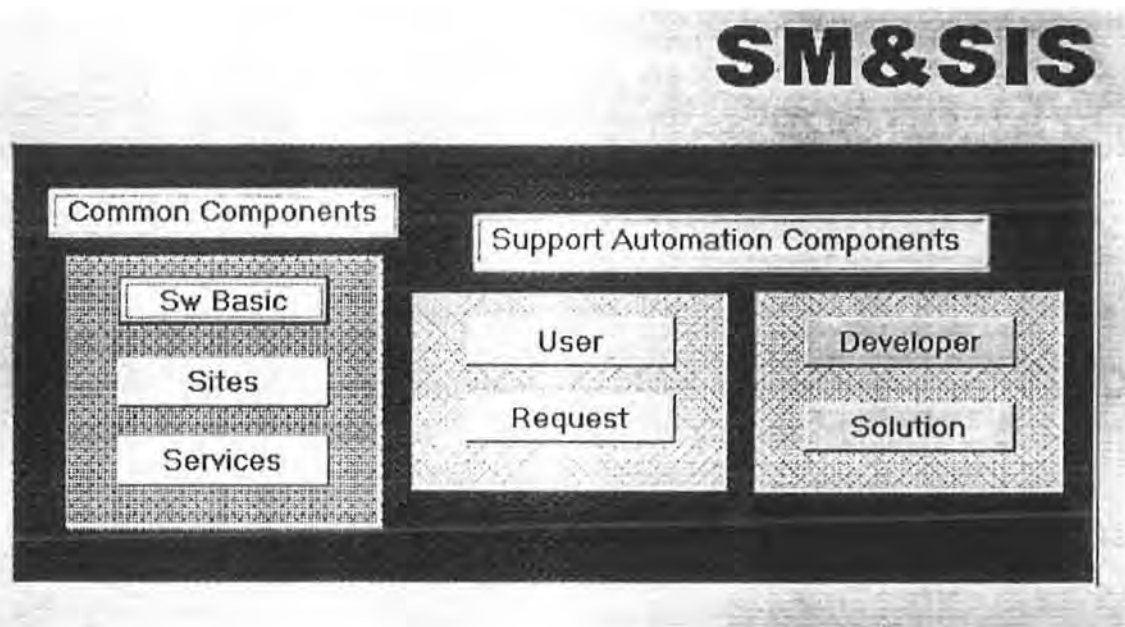 SM&SIS
Common Components
Sw Basic
Sites
Services
Support Automation Components
User
Request
Developer
Solution